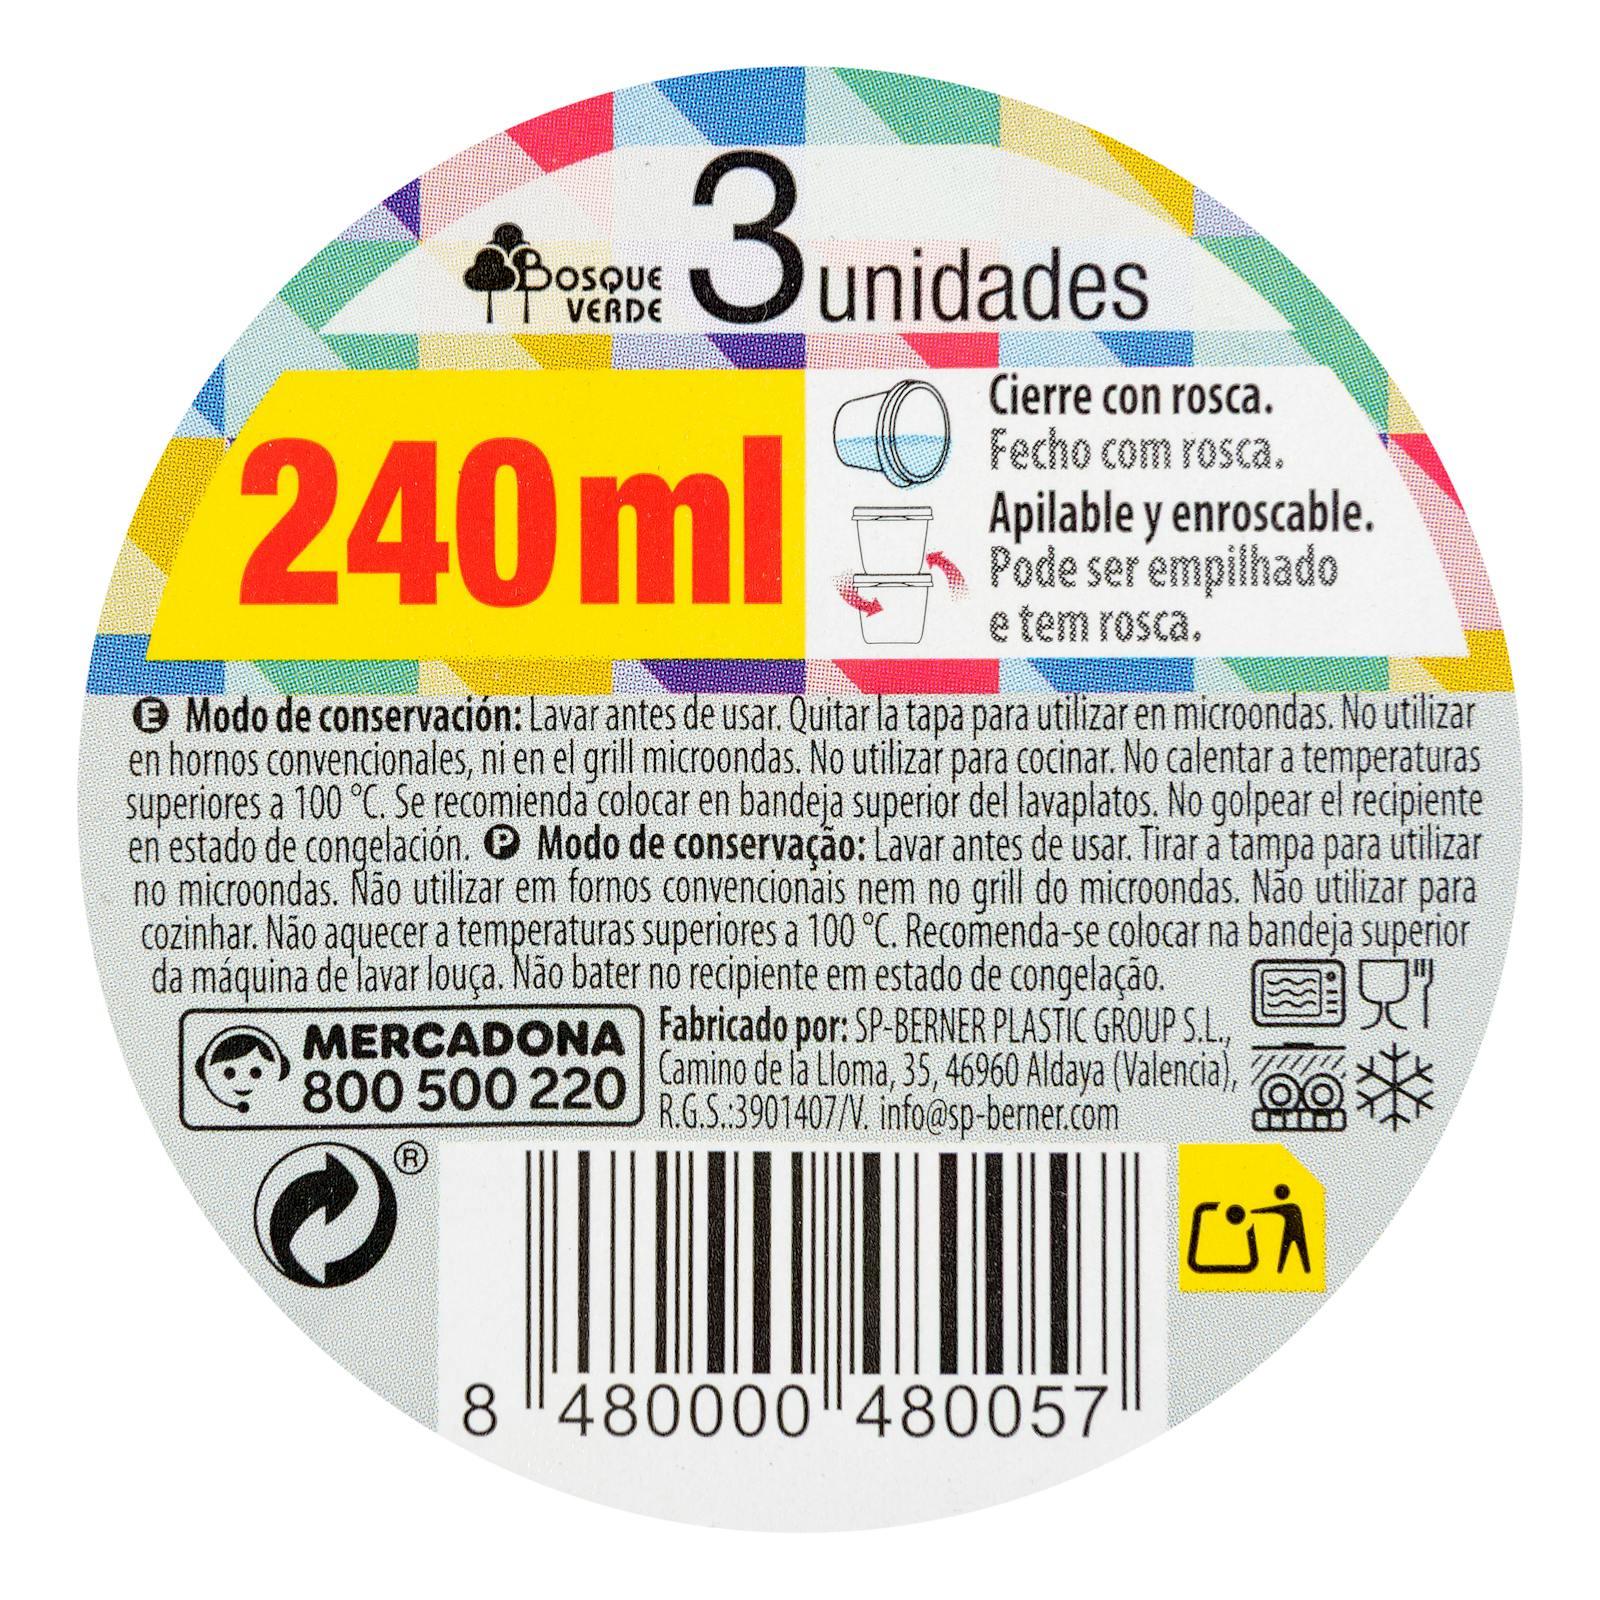 BOSQUE
VERDE
3 unidades
240 ml
Cierre con rosca.
Fecho com rosca.
Apilable y enroscable.
Pode ser empilhado
e tem rosca.
E Modo de conservación: Lavar antes de usar. Quitar la tapa para utilizar en microondas. No utilizar
en hornos convencionales, ni en el grill microondas. No utilizar para cocinar. No calentar a temperaturas
superiores a 100 °C. Se recomienda colocar en bandeja superior del lavaplatos. No golpear el recipiente
en estado de congelación. P Modo de conservação: Lavar antes de usar. Tirar a tampa para utilizar
no microondas. Não utilizar em fornos convencionais nem no grill do microondas. Não utilizar para
cozinhar. Não aquecer a temperaturas superiores a 100 °C. Recomenda-se colocar na bandeja superior
da máquina de lavar louça. Não bater no recipiente em estado de congelação.
MERCADONA
800 500 220
Fabricado por: SP-BERNER PLASTIC GROUP S.L.,
Camino de la Lloma, 35, 46960 Aldaya (Valencia),
R.G.S.:3901407/V. info@sp-berner.com
®
8 480000 480057